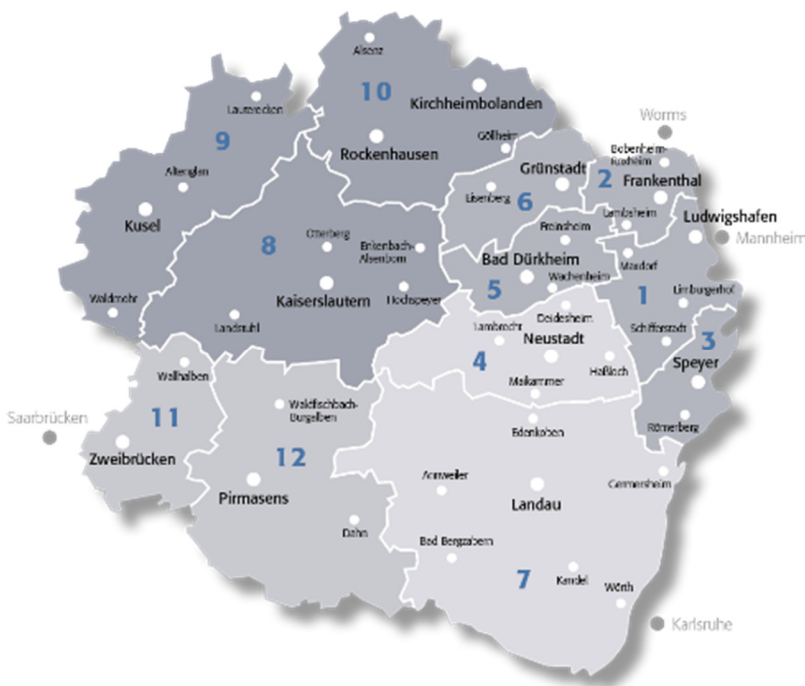 Alsenz
10
Kirchheimbolanden
Lauterecken
Worms
9
Göllheim
Rockenhausen
Bobenheim-
Roxheim
Altenglan
Grünstadt
2
Frankenthal
Eisenberg
6
Kusel
Lambsheim
Ludwigshafen
Freinsheim
Mannheim
8
Otterberg
Enkenbach-
Alsenborn
Bad Dürkheim
Maxdorf
Wachenheim
5
1
Limburgerhof
Kaiserslautern
Hochspeyer
Waldmohr
Deidesheim
Landstuhl
Lambrecht
Schifferstadt
3
Neustadt
4
Speyer
Haßloch
Wallhalben
Maikammer
Waldfischbach-
Burgalben
Saarbrücken
11
Edenkoben
Römerberg
Zweibrücken
12
Annweiler
Germersheim
Pirmasens
Landau
Dahn
Bad Bergzabern
7
Kandel
Wörth
Karlsruhe